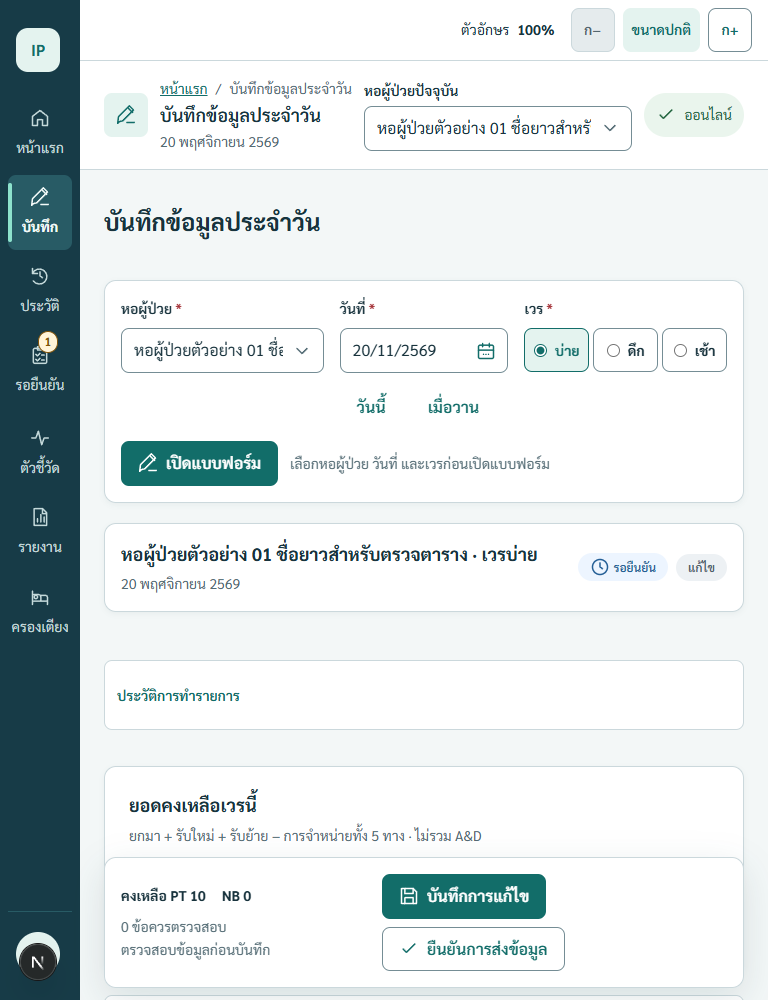 IP
หน้าแรก
บันทึก
ประวัติ
1
รอยืนยัน
ตัวชี้วัด
รายงาน
ครองเตียง
N
ตัวอักษร 100%
ก−
ขนาดปกติ
ก+
หน้าแรก / บันทึกข้อมูลประจำวัน
บันทึกข้อมูลประจำวัน
20 พฤศจิกายน 2569
หอผู้ป่วยปัจจุบัน
หอผู้ป่วยตัวอย่าง 01 ชื่อยาวสำหรั
ออนไลน์
บันทึกข้อมูลประจำวัน
หอผู้ป่วย *
วันที่ *
เวร *
หอผู้ป่วยตัวอย่าง 01 ชื่อ
20/11/2569
บ่าย
ดึก
เช้า
วันนี้
เมื่อวาน
เปิดแบบฟอร์ม
เลือกหอผู้ป่วย วันที่ และเวรก่อนเปิดแบบฟอร์ม
หอผู้ป่วยตัวอย่าง 01 ชื่อยาวสำหรับตรวจตาราง · เวรบ่าย
20 พฤศจิกายน 2569
รอยืนยัน
แก้ไข
ประวัติการทำรายการ
ยอดคงเหลือเวรนี้
ยกมา + รับใหม่ + รับย้าย − การจำหน่ายทั้ง 5 ทาง · ไม่รวม A&D
คงเหลือ PT 10 NB 0
0 ข้อควรตรวจสอบ
ตรวจสอบข้อมูลก่อนบันทึก
บันทึกการแก้ไข
ยืนยันการส่งข้อมูล